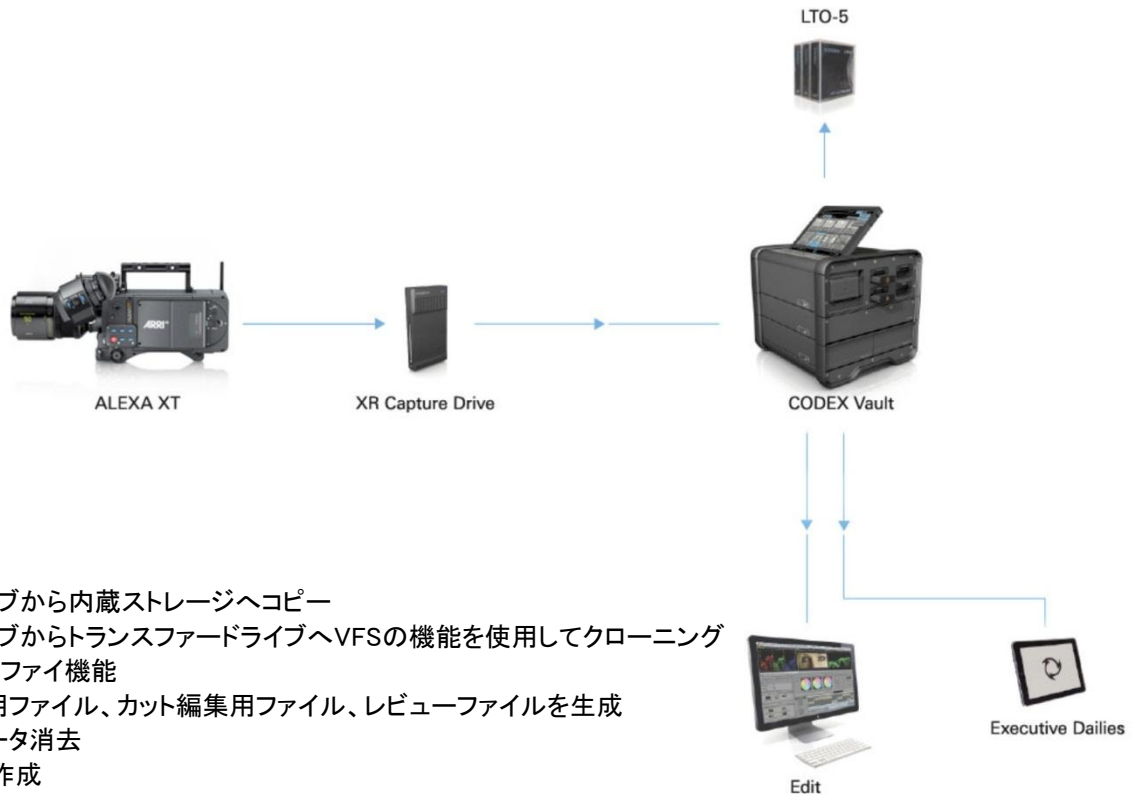 LTO-5
ARRI
ALEXA XT
XR Capture Drive
CODEX Vault
ブから内蔵ストレージへコピー
ブからトランスファードライブへVFSの機能を使用してクローニング
ファイ機能
用ファイル、カット編集用ファイル、レビューファイルを生成
ータ消去
作成
Executive Dailies
Edit